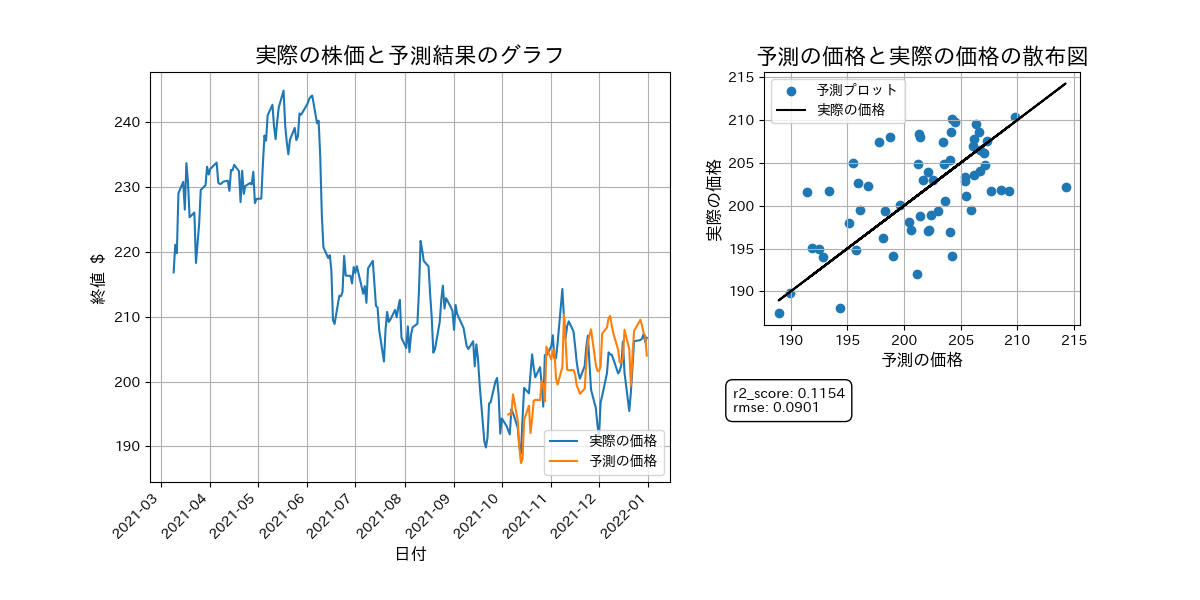 実際の株価と予測結果のグラフ
終値 $
240
230
220
210
200
190
2021-03
2021-04
2021-05
2021-06
2021-07
2021-08
2021-09
2021-10
2021-11
2021-12
2022-01
日付
実際の価格
予測の価格
予測の価格と実際の価格の散布図
実際の価格
215
210
205
200
195
190
予測プロット
実際の価格
190
195
200
205
210
215
予測の価格
r2_score: 0.1154
rmse: 0.0901